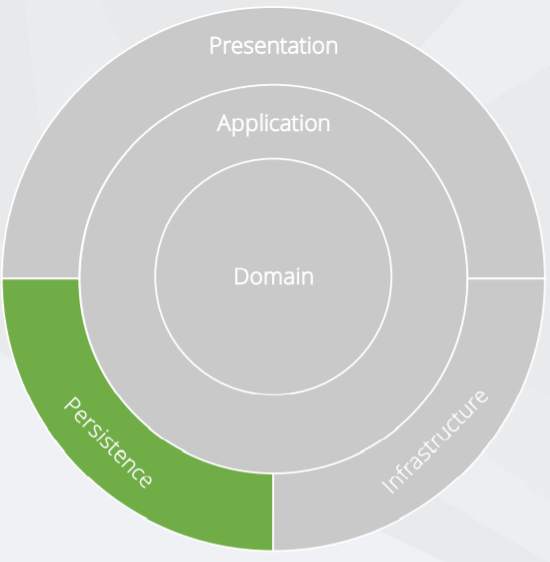 Presentation
Application
Domain
Persistence
Infrastructure